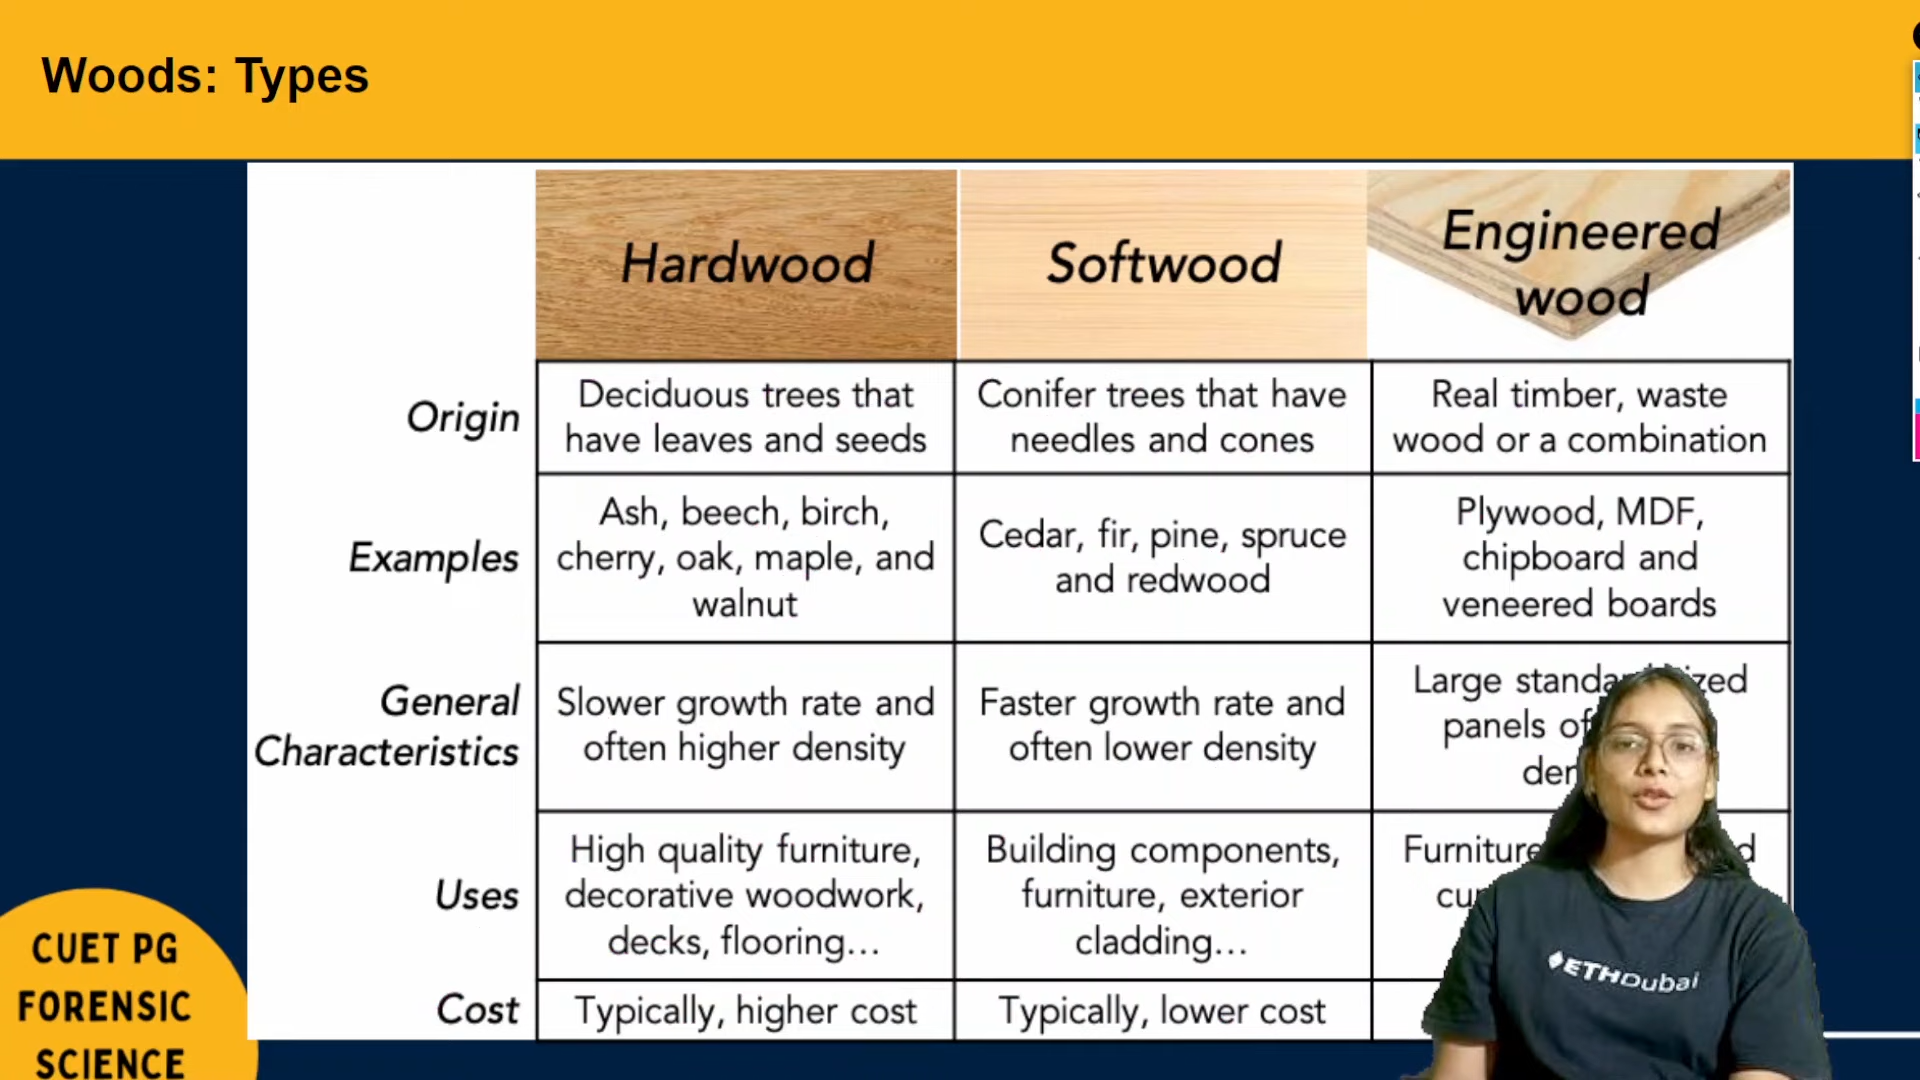 Woods: Types
Hardwood
Softwood
Engineered
wood
Origin
Deciduous trees that
have leaves and seeds
Conifer trees that have
needles and cones
Real timber, waste
wood or a combination
Examples
Ash, beech, birch,
cherry, oak, maple, and
walnut
Cedar, fir, pine, spruce
and redwood
Plywood, MDF,
chipboard and
veneered boards
General
Characteristics
Slower growth rate and
often higher density
Faster growth rate and
often lower density
Large
panels
Uses
High quality furniture,
decorative woodwork,
decks, flooring...
Building components,
furniture, exterior
cladding...
Furniture
Cost
Typically, higher cost
Typically, lower cost
CUET PG
FORENSIC
SCIENCE
ETHDubai